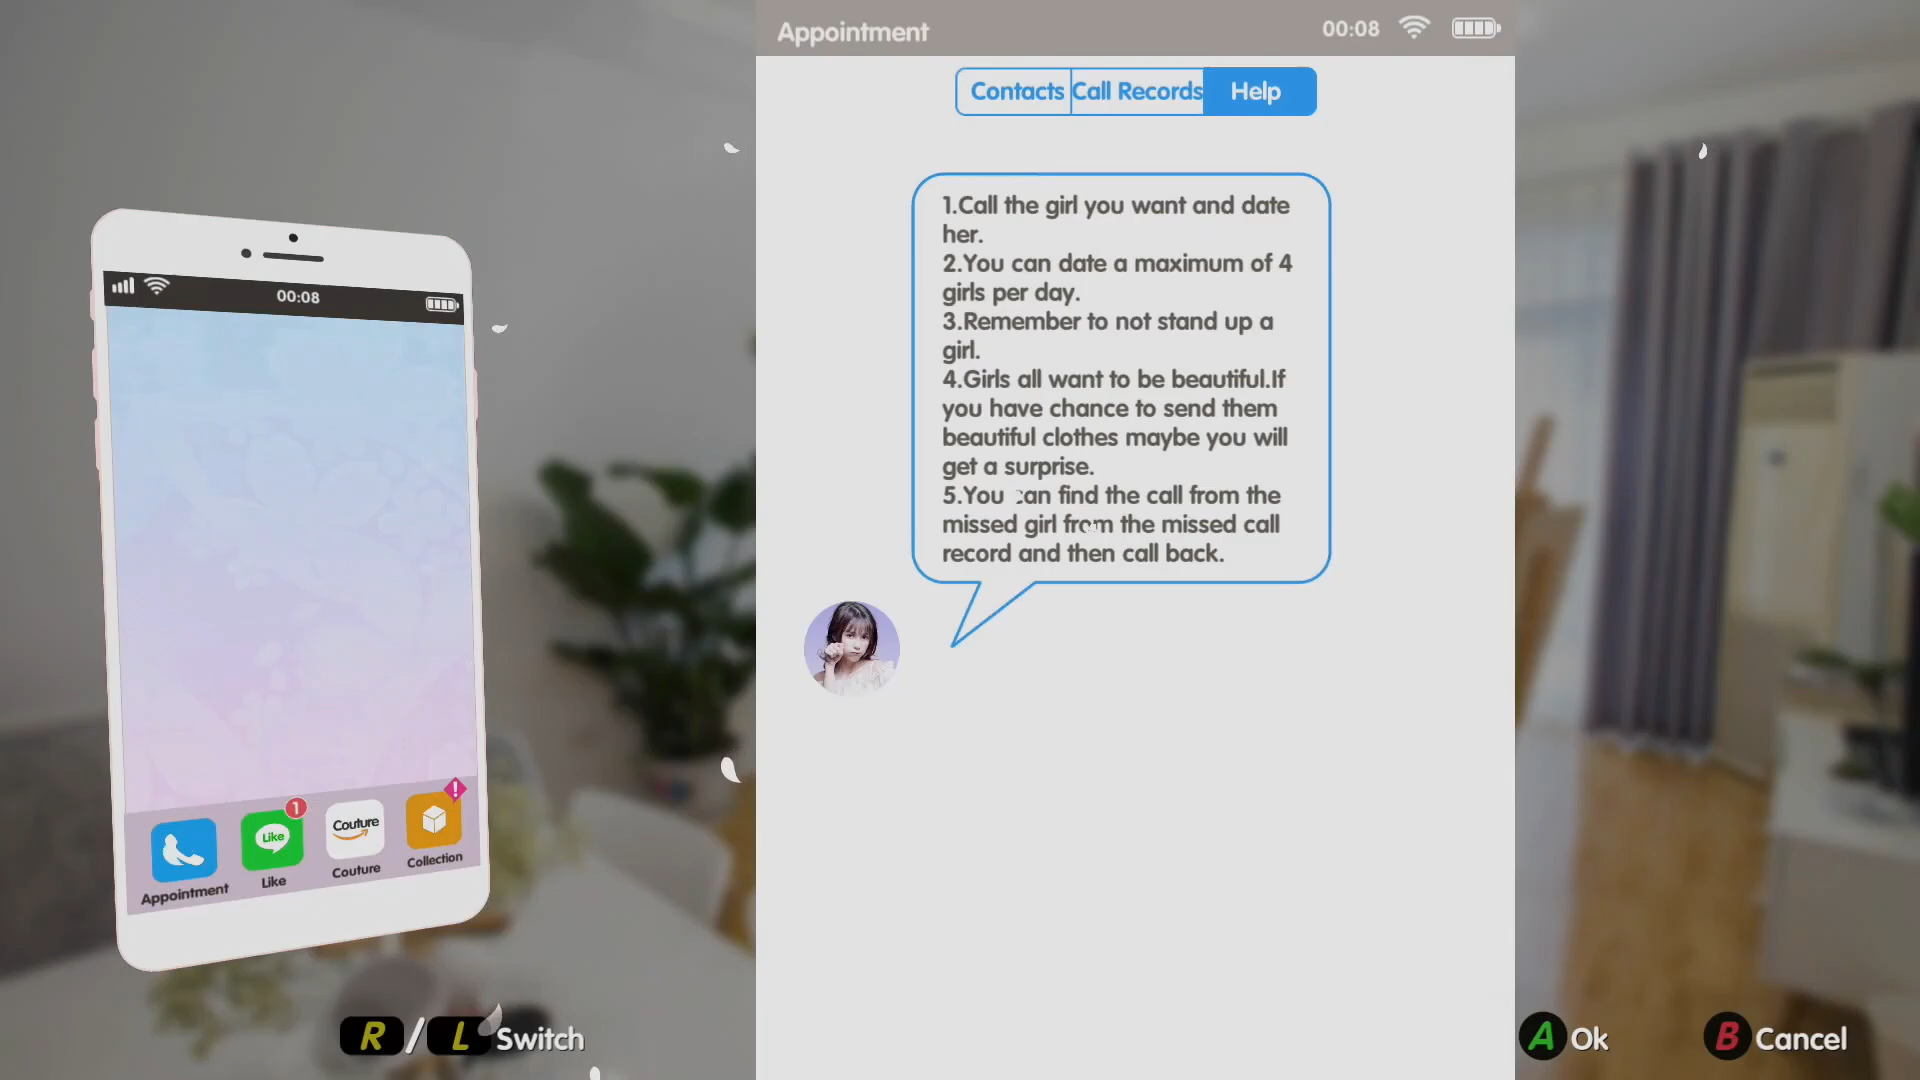 Appointment
00:08
Contacts
Call Records
Help
1.Call the girl you want and date
her.
2.You can date a maximum of 4
girls per day.
3.Remember to not stand up a
girl.
4.Girls all want to be beautiful.If
you have chance to send them
beautiful clothes maybe you will
get a surprise.
5.You can find the call from the
missed girl from the missed call
record and then call back.
00:08
1
!
Like
Couture
Appointment
Like
Couture
Collection
R/L Switch
A Ok
B Cancel